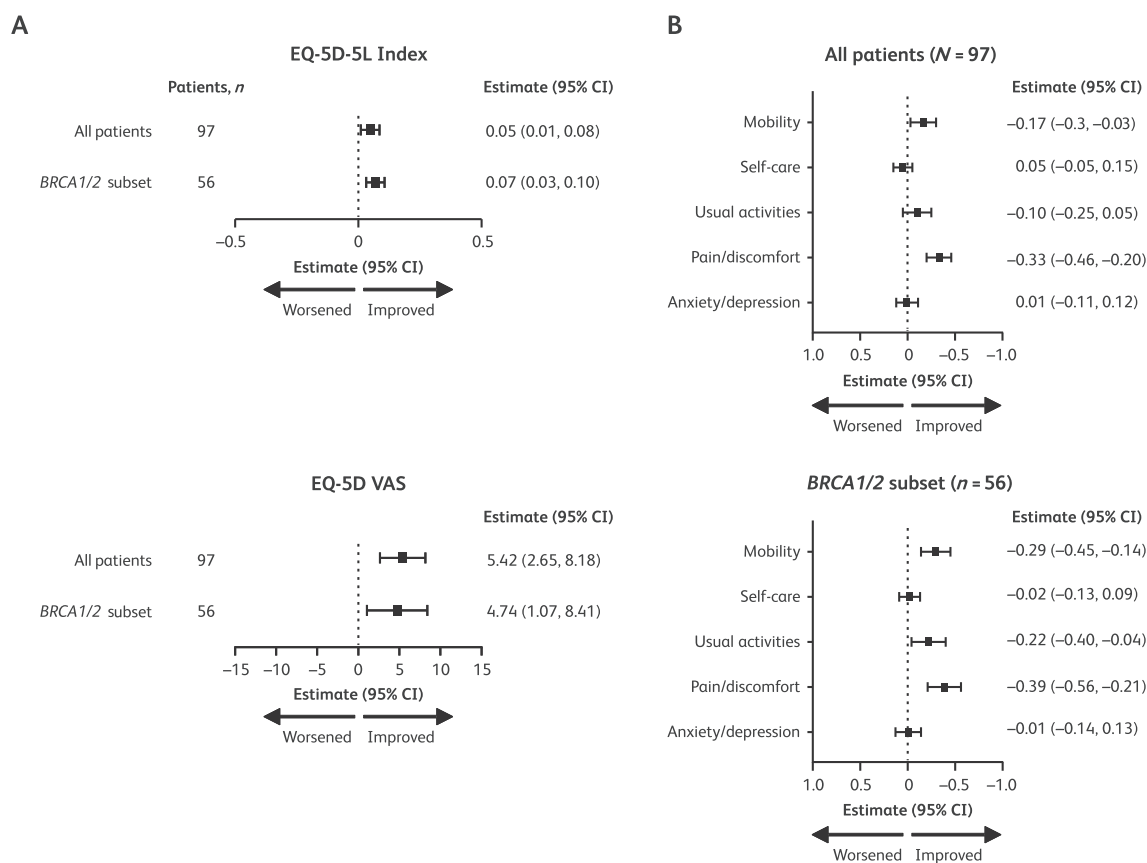 A
EQ-5D-5L Index
Patients, n Estimate (95% CI)
All patients 97 0.05 (0.01, 0.08)
BRCA1/2 subset 56 0.07 (0.03, 0.10)
–0.5 0 0.5
Estimate (95% CI)
Worsened Improved
EQ-5D VAS
Estimate (95% CI)
All patients 97 5.42 (2.65, 8.18)
BRCA1/2 subset 56 4.74 (1.07, 8.41)
–15 –10 –5 0 5 10 15
Estimate (95% CI)
Worsened Improved
B
All patients (N = 97)
Estimate (95% CI)
Mobility –0.17 (–0.3, –0.03)
Self-care 0.05 (–0.05, 0.15)
Usual activities –0.10 (–0.25, 0.05)
Pain/discomfort –0.33 (–0.46, –0.20)
Anxiety/depression 0.01 (–0.11, 0.12)
1.0 0.5 0 –0.5 –1.0
Estimate (95% CI)
Worsened Improved
BRCA1/2 subset (n = 56)
Estimate (95% CI)
Mobility –0.29 (–0.45, –0.14)
Self-care –0.02 (–0.13, 0.09)
Usual activities –0.22 (–0.40, –0.04)
Pain/discomfort –0.39 (–0.56, –0.21)
Anxiety/depression –0.01 (–0.14, 0.13)
1.0 0.5 0 –0.5 –1.0
Estimate (95% CI)
Worsened Improved